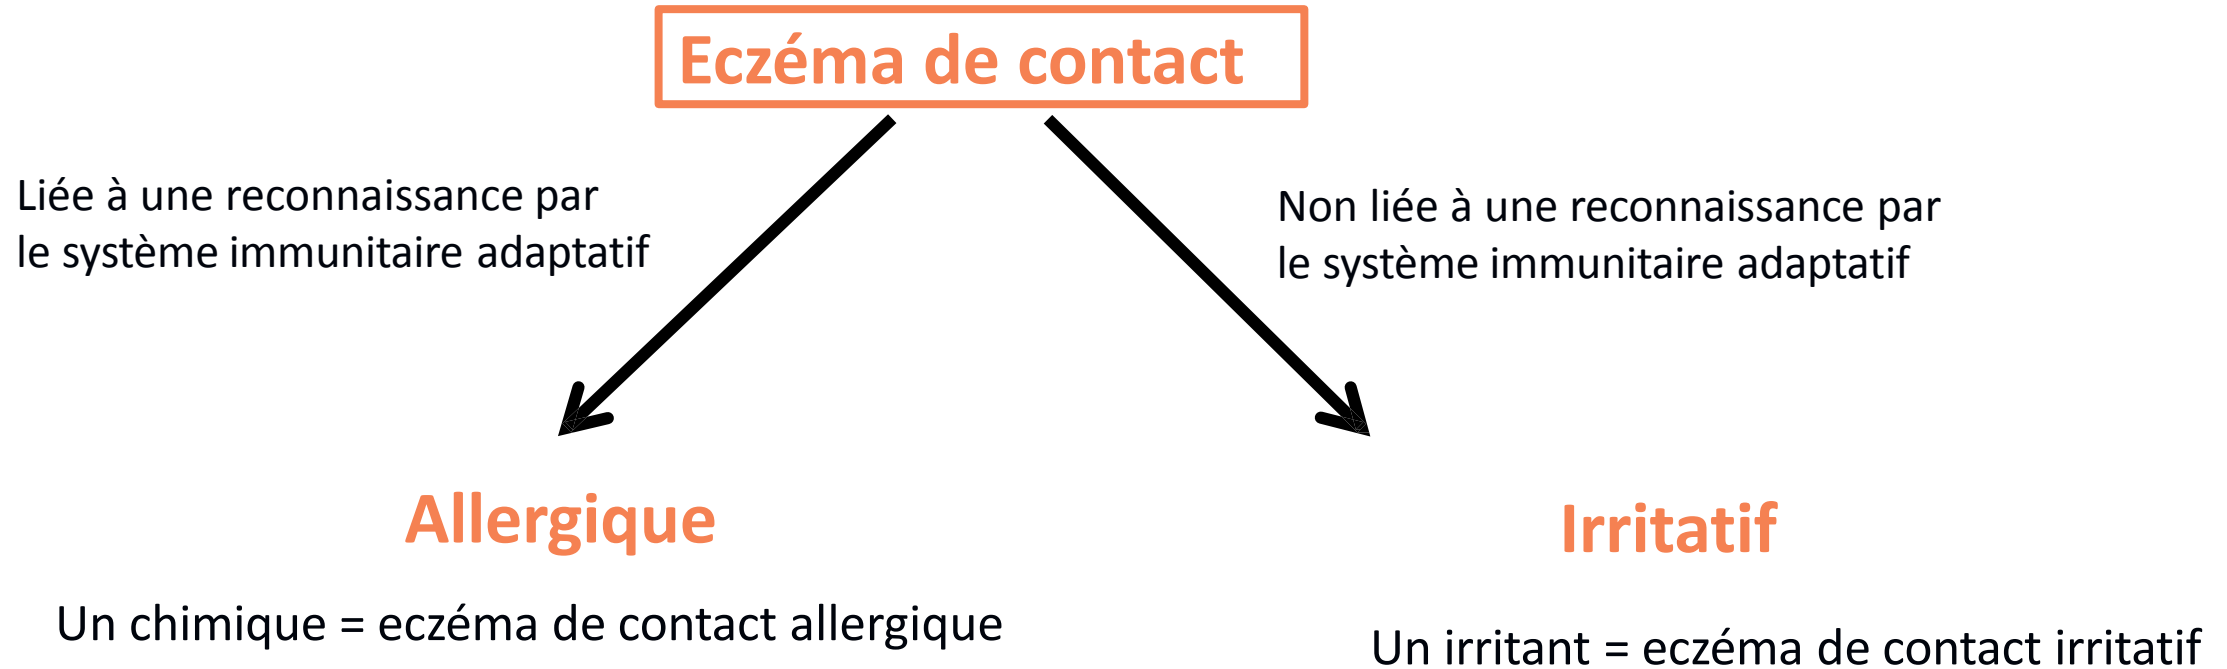 Eczéma de contact
Liée à une reconnaissance par
le système immunitaire adaptatif
Non liée à une reconnaissance par
le système immunitaire adaptatif
Allergique
Irritatif
Un chimique = eczéma de contact allergique
Un irritant = eczéma de contact irritatif